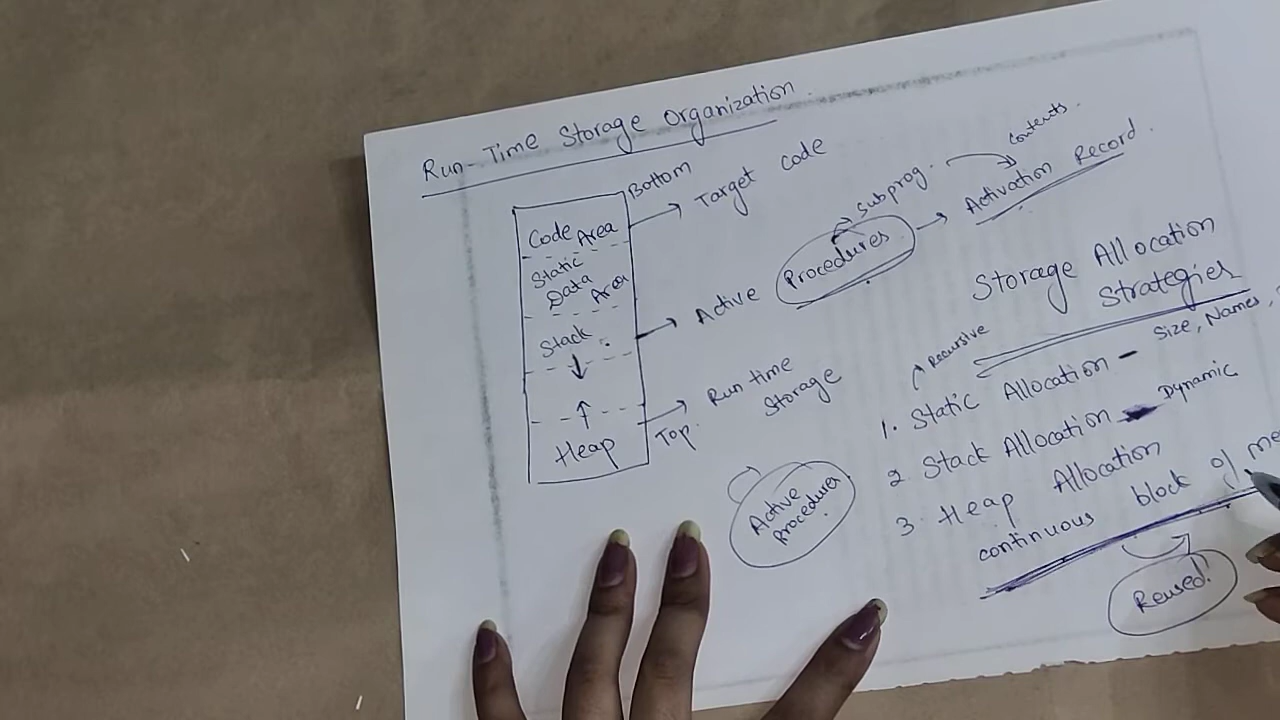 Run-Time Storage Organization
Bottom
Code Area
Target code
Static
Data Area
Stack
Active Procedures
subprog.
contents.
Activation Record.
Heap
Top.
Run time
Storage
Active
Procedures
Storage Allocation
Strategies
Recursive
1. Static Allocation - Size, Names,
2. Stack Allocation - Dynamic
3. Heap Allocation
continuous block of
Reused!